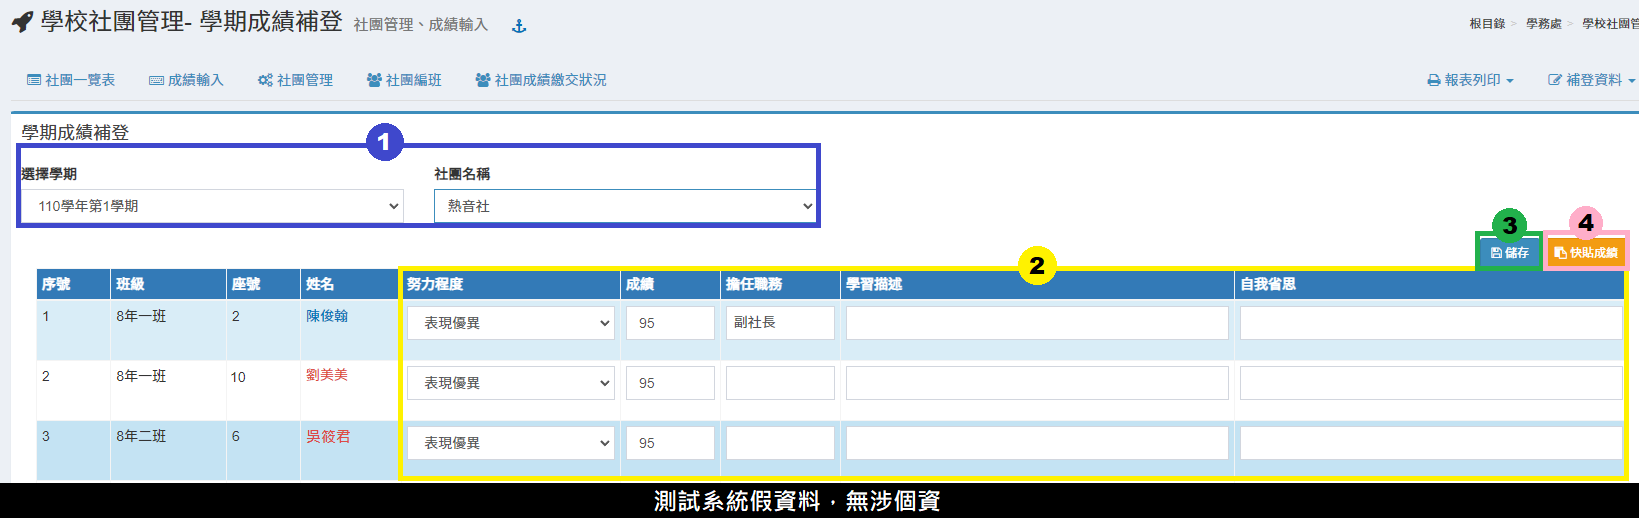 學校社團管理- 學期成績補登 社團管理、成績輸入
根目錄 > 學務處 > 學校社團管
社團一覽表 成績輸入 社團管理 社團編班 社團成績繳交狀況 報表列印 補登資料
學期成績補登
1
選擇學期 社團名稱
110學年第1學期 熱音社
3 4
儲存 快貼成績
2
序號 班級 座號 姓名 努力程度 成績 擔任職務 學習描述 自我省思
1 8年一班 2 陳俊翰 表現優異 95 副社長
2 8年一班 10 劉美美 表現優異 95
3 8年二班 6 吳筱君 表現優異 95
測試系統假資料，無涉個資